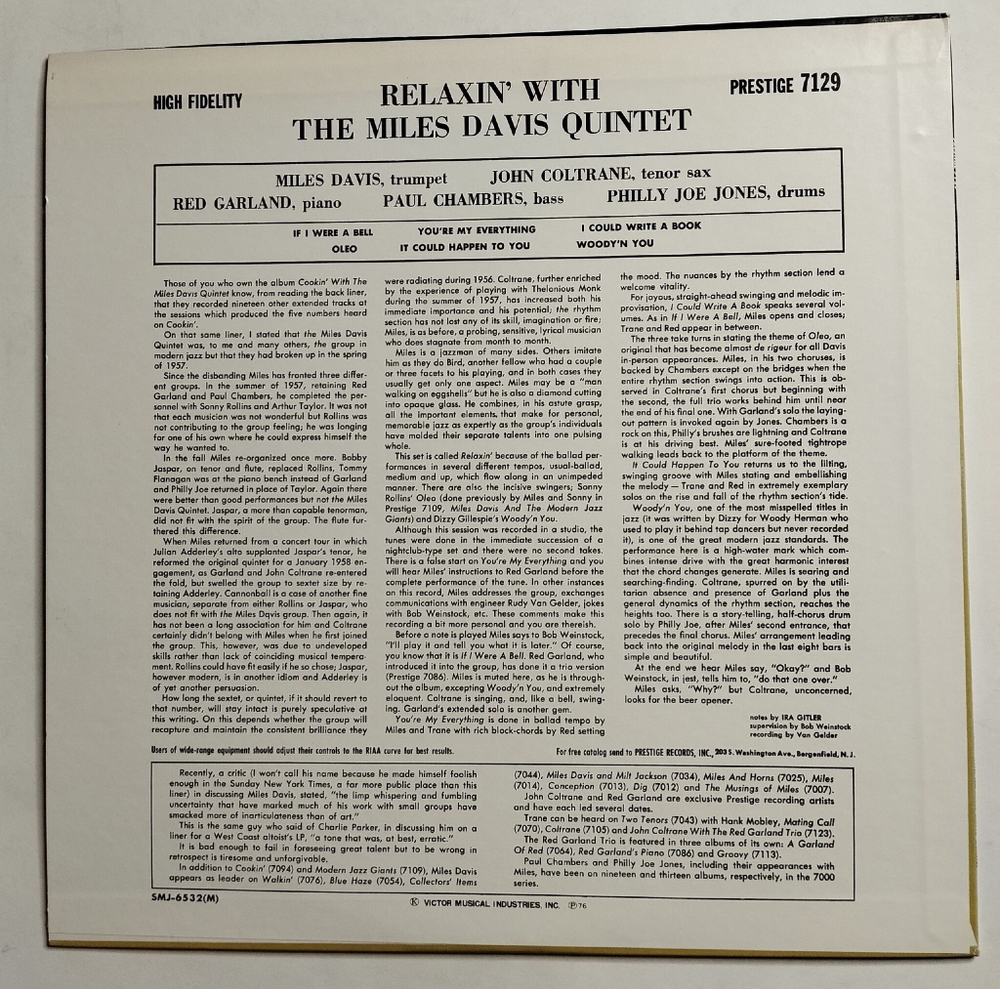 HIGH FIDELITY
RELAXIN' WITH
THE MILES DAVIS QUINTET
PRESTIGE 7129
MILES DAVIS, trumpet JOHN COLTRANE, tenor sax
RED GARLAND, piano PAUL CHAMBERS, bass PHILLY JOE JONES, drums
IF I WERE A BELL YOU'RE MY EVERYTHING I COULD WRITE A BOOK
OLEO IT COULD HAPPEN TO YOU WOODY'N YOU
Those of you who own the album Cookin' With The
Miles Davis Quintet know, from reading the back liner,
that they recorded nineteen other extended tracks at
the sessions which produced the five numbers heard
on Cookin'.
On that same liner, I stated that the Miles Davis
Quintet was, to me and many others, the group in
modern jazz but that they had broken up in the spring
of 1957.
Since the disbanding Miles has fronted three differ-
ent groups. In the summer of 1957, retaining Red
Garland and Paul Chambers, he completed the per-
sonnel with Sonny Rollins and Arthur Taylor. It was not
that each musician was not wonderful but Rollins was
not contributing to the group feeling; he was longing
for one of his own where he could express himself the
way he wanted to.
In the fall Miles re-organized once more. Bobby
Jaspar, on tenor and flute, replaced Rollins, Tommy
Flanagan was at the piano bench instead of Garland
and Philly Joe returned in place of Taylor. Again there
were better than good performances but not the Miles
Davis Quintet. Jaspar, a more than capable tenorman,
did not fit with the spirit of the group. The flute fur-
thered this difference.
When Miles returned from a concert tour in which
Julian Adderley's alto supplanted Jaspar's tenor, he
reformed the original quintet for a January 1958 en-
gagement, as Garland and John Coltrane re-entered
the fold, but swelled the group to sextet size by re-
taining Adderley. Cannonball is a case of another fine
musician, separate from either Rollins or Jaspar, who
does not fit with the Miles Davis group. Then again, it
has not been a long association for him and Coltrane
certainly didn't belong with Miles when he first joined
the group. This, however, was due to undeveloped
skills rather than lack of coinciding musical tempera-
ment. Rollins could have fit easily if he so chose; Jaspar,
however modern, is in another idiom and Adderley is
of yet another persuasion.
How long the sextet, or quintet, if it should revert to
that number, will stay intact is purely speculative at
this writing. On this depends whether the group will
recapture and maintain the consistent brilliance they
were radiating during 1956. Coltrane, further enriched
by the experience of playing with Thelonious Monk
during the summer of 1957, has increased both his
immediate importance and his potential; the rhythm
section has not lost any of its skill, imagination or fire;
Miles, is as before, a probing, sensitive, lyrical musician
who does stagnate from month to month.
Miles is a jazzman of many sides. Others imitate
him as they do Bird, another fellow who had a couple
or three facets to his playing, and in both cases they
usually get only one aspect. Miles may be a "man
walking on eggshells" but he is also a diamond cutting
into opaque glass. He combines, in his astute grasp,
all the important elements, that make for personal,
memorable jazz as expertly as the group's individuals
have molded their separate talents into one pulsing
whole.
This set is called Relaxin' because of the ballad per-
formances in several different tempos, usual-ballad,
medium and up, which flow along in an unimpeded
manner. There are also the incisive swingers; Sonny
Rollins' Oleo (done previously by Miles and Sonny in
Prestige 7109, Miles Davis And The Modern Jazz
Giants) and Dizzy Gillespie's Woody'n You.
Although this session was recorded in a studio, the
tunes were done in the immediate succession of a
nightclub-type set and there were no second takes.
There is a false start on You're My Everything and you
will hear Miles' instructions to Red Garland before the
complete performance of the tune. In other instances
on this record, Miles addresses the group, exchanges
communications with engineer Rudy Van Gelder, jokes
with Bob Weinstock, etc. These comments make this
recording a bit more personal and you are thereish.
Before a note is played Miles says to Bob Weinstock,
"I'll play it and tell you what it is later." Of course,
you know that it is If I Were A Bell. Red Garland, who
introduced it into the group, has done it a trio version
(Prestige 7086). Miles is muted here, as he is through-
out the album, excepting Woody'n You, and extremely
eloquent. Coltrane is singing, and, like a bell, swing-
ing. Garland's extended solo is another gem.
You're My Everything is done in ballad tempo by
Miles and Trane with rich block-chords by Red setting
the mood. The nuances by the rhythm section lend a
welcome vitality.
For joyous, straight-ahead swinging and melodic im-
provisation, I Could Write A Book speaks several vol-
umes. As in If I Were A Bell, Miles opens and closes;
Trane and Red appear in between.
The three take turns in stating the theme of Oleo, an
original that has become almost de rigeur for all Davis
in-person appearances. Miles, in his two choruses, is
backed by Chambers except on the bridges when the
entire rhythm section swings into action. This is ob-
served in Coltrane's first chorus but beginning with
the second, the full trio works behind him until near
the end of his final one. With Garland's solo the laying-
out pattern is invoked again by Jones. Chambers is a
rock on this, Philly's brushes are lightning and Coltrane
is at his driving best. Miles' sure-footed tightrope
walking leads back to the platform of the theme.
It Could Happen To You returns us to the lilting,
swinging groove with Miles stating and embellishing
the melody — Trane and Red in extremely exemplary
solos on the rise and fall of the rhythm section's tide.
Woody'n You, one of the most misspelled titles in
jazz (it was written by Dizzy for Woody Herman who
used to play it behind tap dancers but never recorded
it), is one of the great modern jazz standards. The
performance here is a high-water mark which com-
bines intense drive with the great harmonic interest
that the chord changes generate. Miles is searing and
searching-finding. Coltrane, spurred on by the utili-
tarian absence and presence of Garland plus the
general dynamics of the rhythm section, reaches the
heights too. There is a story-telling, half-chorus drum
solo by Philly Joe, after Miles' second entrance, that
precedes the final chorus. Miles' arrangement leading
back into the original melody in the last eight bars is
simple and beautiful.
At the end we hear Miles say, "Okay?" and Bob
Weinstock, in jest, tells him to, "do that one over."
Miles asks, "Why?" but Coltrane, unconcerned,
looks for the beer opener.
notes by IRA GITLER
supervision by Bob Weinstock
recording by Van Gelder
Users of wide-range equipment should adjust their controls to the RIAA curve for best results.
For free catalog send to PRESTIGE RECORDS, INC., 203 S. Washington Ave., Bergenfield, N. J.
Recently, a critic (I won't call his name because he made himself foolish
enough in the Sunday New York Times, a far more public place than this
liner) in discussing Miles Davis, stated, "the limp whispering and fumbling
uncertainty that have marked much of his work with small groups have
smacked more of inarticulateness than of art."
This is the same guy who said of Charlie Parker, in discussing him on a
liner for a West Coast altoist's LP, "a tone that was, at best, erratic."
It is bad enough to fail in foreseeing great talent but to be wrong in
retrospect is tiresome and unforgivable.
In addition to Cookin' (7094) and Modern Jazz Giants (7109), Miles Davis
appears as leader on Walkin' (7076), Blue Haze (7054), Collectors' Items
(7044), Miles Davis and Milt Jackson (7034), Miles And Horns (7025), Miles
(7014), Conception (7013), Dig (7012) and The Musings of Miles (7007).
John Coltrane and Red Garland are exclusive Prestige recording artists
and have each led several dates.
Trane can be heard on Two Tenors (7043) with Hank Mobley, Mating Call
(7070), Coltrane (7105) and John Coltrane With The Red Garland Trio (7123).
The Red Garland Trio is featured in three albums of its own: A Garland
Of Red (7064), Red Garland's Piano (7086) and Groovy (7113).
Paul Chambers and Philly Joe Jones, including their appearances with
Miles, have been on nineteen and thirteen albums, respectively, in the 7000
series.
SMJ-6532(M)
Ⓚ VICTOR MUSICAL INDUSTRIES, INC. Ⓟ76